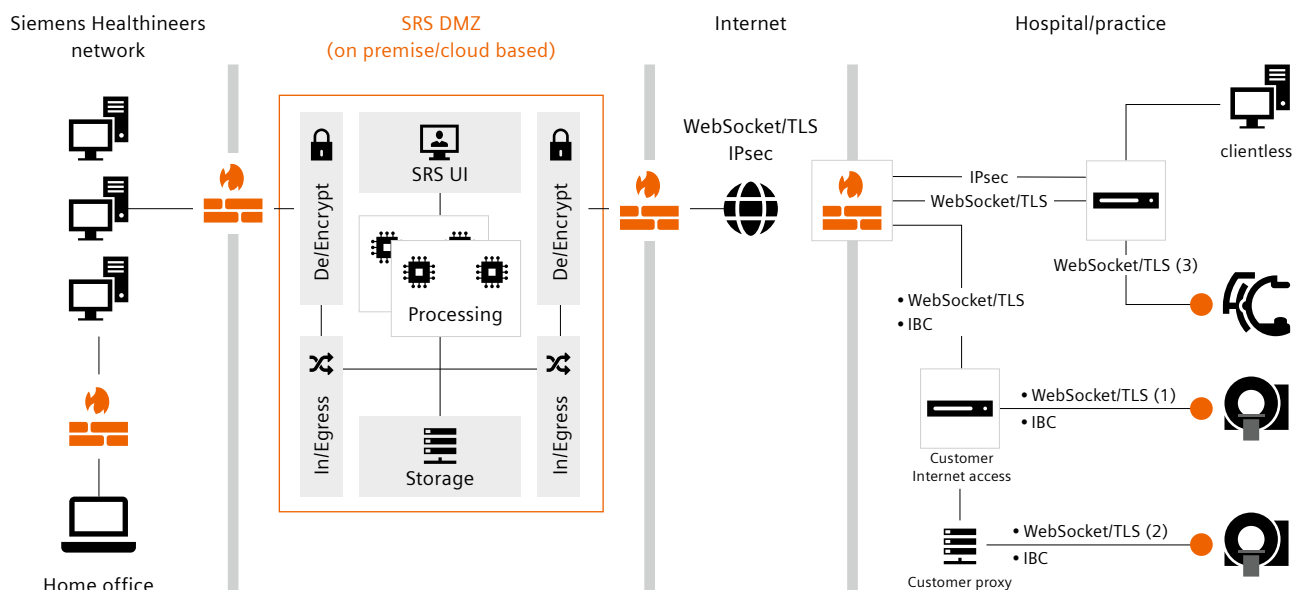 Siemens Healthineers
network
SRS DMZ
(on premise/cloud based)
Internet
Hospital/practice
WebSocket/TLS
IPsec
De/Encrypt
SRS UI
De/Encrypt
Processing
In/Egress
Storage
In/Egress
Home office
clientless
IPsec
WebSocket/TLS
WebSocket/TLS (3)
• WebSocket/TLS
• IBC
• WebSocket/TLS (1)
• IBC
Customer
Internet access
• WebSocket/TLS (2)
• IBC
Customer proxy